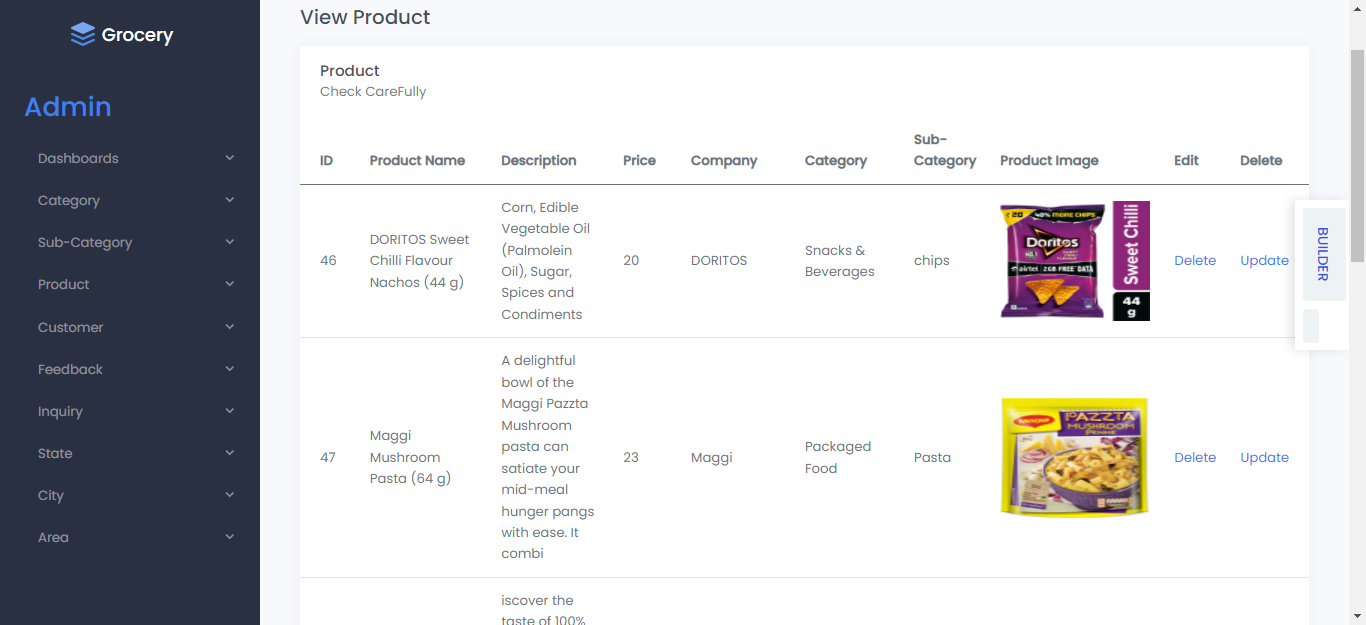 Grocery
Admin
Dashboards
Category
Sub-Category
Product
Customer
Feedback
Inquiry
State
City
Area
View Product
Product
Check CareFully
ID Product Name Description Price Company Category Sub-Category Product Image Edit Delete
46
DORITOS Sweet
Chilli Flavour
Nachos (44 g)
Corn, Edible
Vegetable Oil
(Palmolein
Oil), Sugar,
Spices and
Condiments
20
DORITOS
Snacks &
Beverages
chips
₹ 20 40% MORE CHIPS
Doritos
airtel 2GB FREE DATA
Sweet Chilli
44
g
Delete
Update
47
Maggi
Mushroom
Pasta (64 g)
A delightful
bowl of the
Maggi Pazzta
Mushroom
pasta can
satiate your
mid-meal
hunger pangs
with ease. It
combi
23
Maggi
Packaged
Food
Pasta
MAGGI
PAZZTA
MUSHROOM
PENNE
Delete
Update
iscover the
taste of 100%
BUILDER